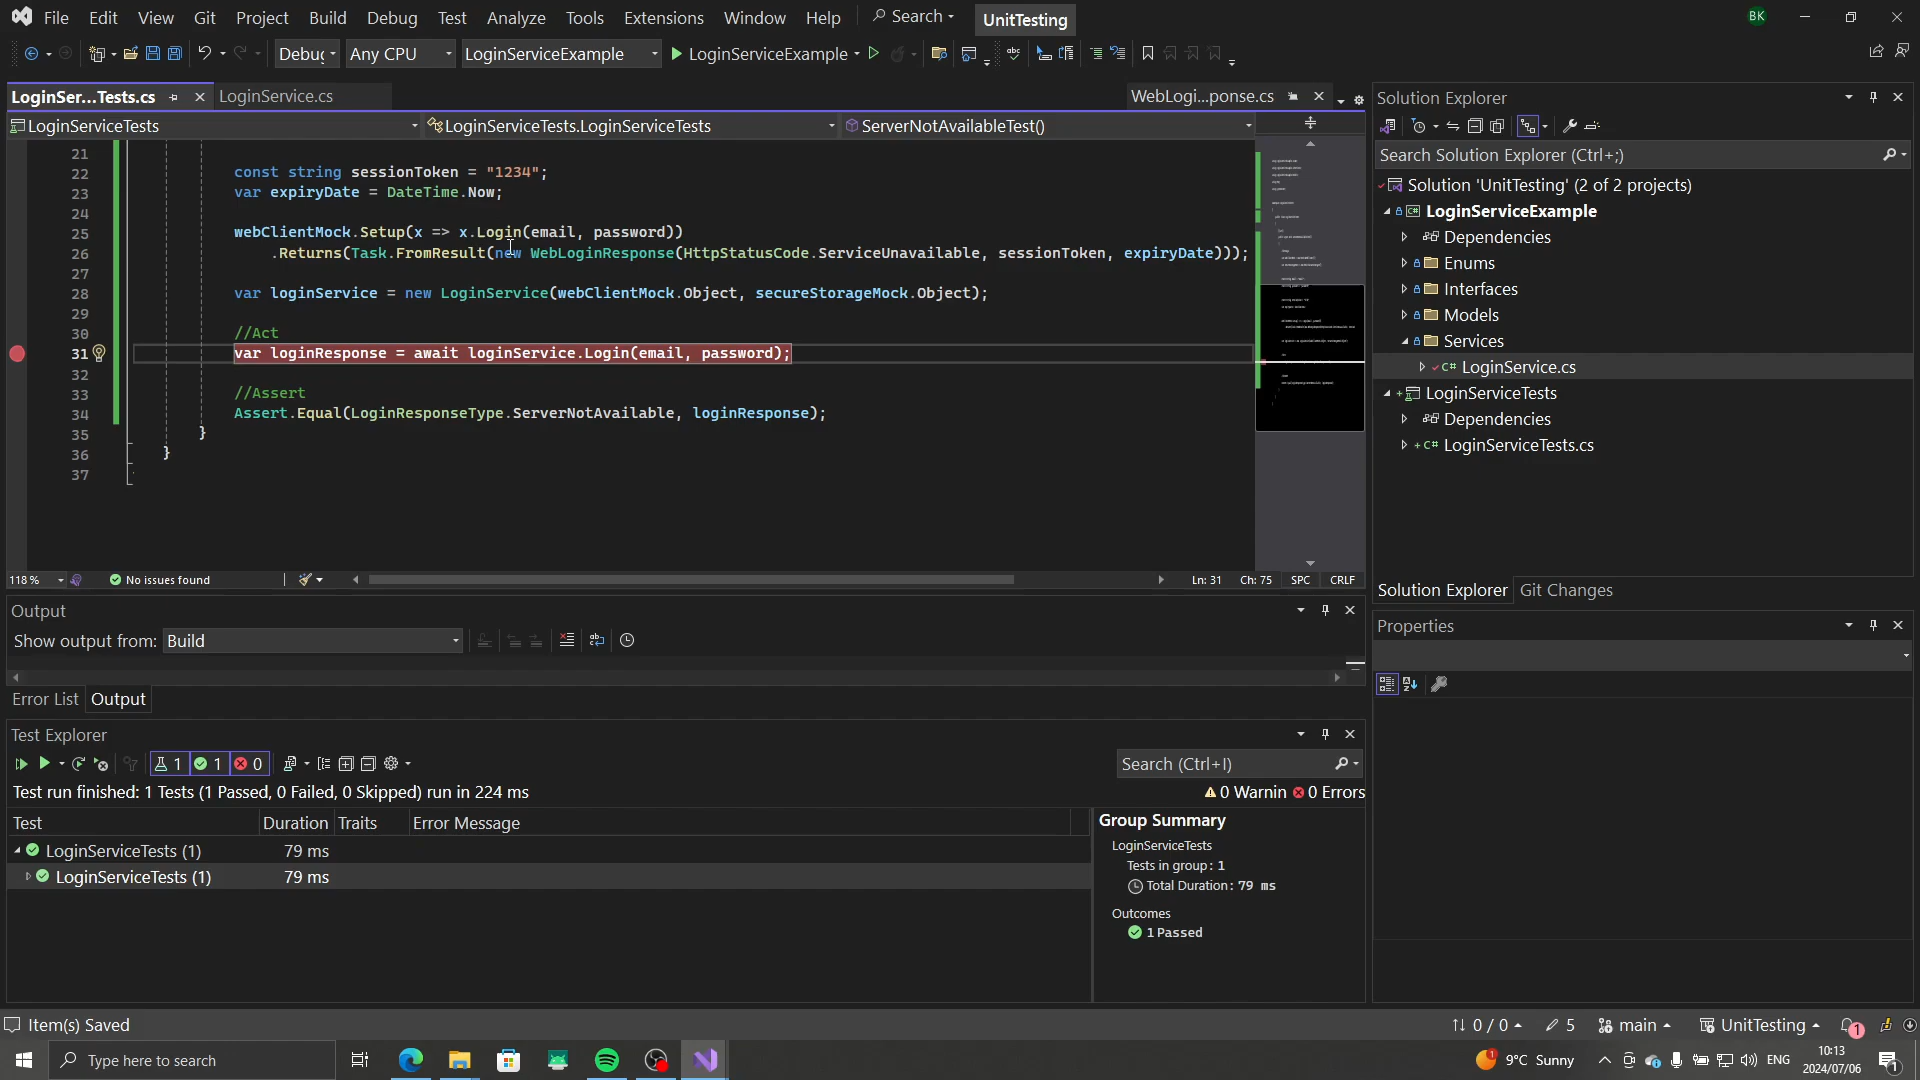 File Edit View Git Project Build Debug Test Analyze Tools Extensions Window Help Search UnitTesting BK
Debug Any CPU LoginServiceExample LoginServiceExample
LoginSer...Tests.cs LoginService.cs WebLogi...ponse.cs
LoginServiceTests LoginServiceTests.LoginServiceTests ServerNotAvailableTest()
21
22 const string sessionToken = "1234";
23 var expiryDate = DateTime.Now;
24
25 webClientMock.Setup(x => x.Login(email, password))
26 .Returns(Task.FromResult(new WebLoginResponse(HttpStatusCode.ServiceUnavailable, sessionToken, expiryDate)));
27
28 var loginService = new LoginService(webClientMock.Object, secureStorageMock.Object);
29
30 //Act
31 var loginResponse = await loginService.Login(email, password);
32
33 //Assert
34 Assert.Equal(LoginResponseType.ServerNotAvailable, loginResponse);
35 }
36 }
37
118 % No issues found Ln: 31 Ch: 75 SPC CRLF
Output
Show output from: Build
Error List Output
Test Explorer
1 1 0 Search (Ctrl+I)
Test run finished: 1 Tests (1 Passed, 0 Failed, 0 Skipped) run in 224 ms 0 Warnin 0 Errors
Test Duration Traits Error Message
LoginServiceTests (1) 79 ms
LoginServiceTests (1) 79 ms
Group Summary
LoginServiceTests
Tests in group: 1
Total Duration: 79 ms
Outcomes
1 Passed
Solution Explorer
Search Solution Explorer (Ctrl+;)
Solution 'UnitTesting' (2 of 2 projects)
LoginServiceExample
Dependencies
Enums
Interfaces
Models
Services
C# LoginService.cs
LoginServiceTests
Dependencies
C# LoginServiceTests.cs
Solution Explorer Git Changes
Properties
Item(s) Saved 0 / 0 5 main UnitTesting 1
Type here to search 9°C Sunny ENG 10:13
2024/07/06